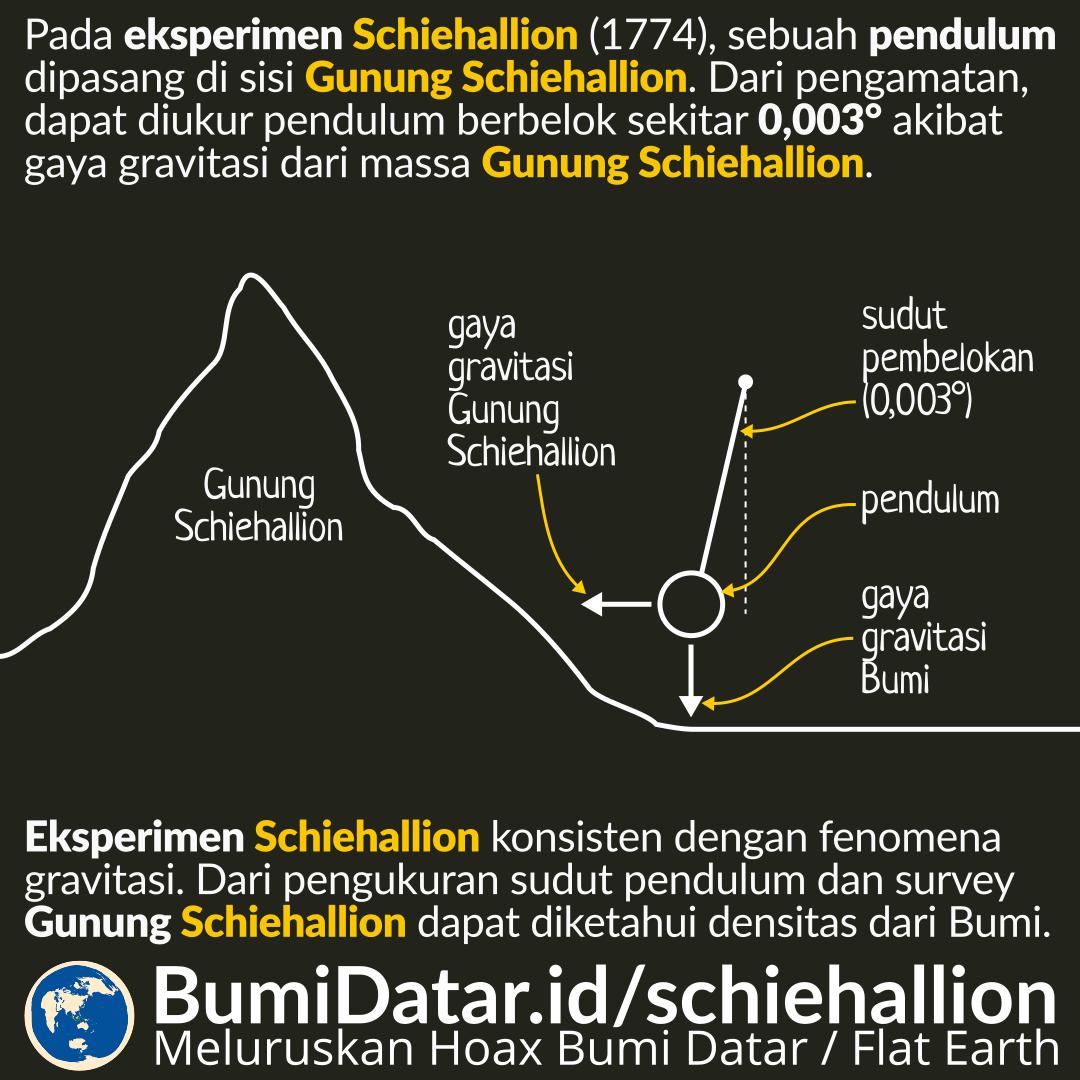 Pada eksperimen Schiehallion (1774), sebuah pendulum
dipasang di sisi Gunung Schiehallion. Dari pengamatan,
dapat diukur pendulum berbelok sekitar 0,003° akibat
gaya gravitasi dari massa Gunung Schiehallion.
gaya
gravitasi
Gunung
Schiehallion
sudut
pembelokan
(0,003°)
Gunung
Schiehallion
pendulum
gaya
gravitasi
Bumi
Eksperimen Schiehallion konsisten dengan fenomena
gravitasi. Dari pengukuran sudut pendulum dan survey
Gunung Schiehallion dapat diketahui densitas dari Bumi.
BumiDatar.id/schiehallion
Meluruskan Hoax Bumi Datar / Flat Earth